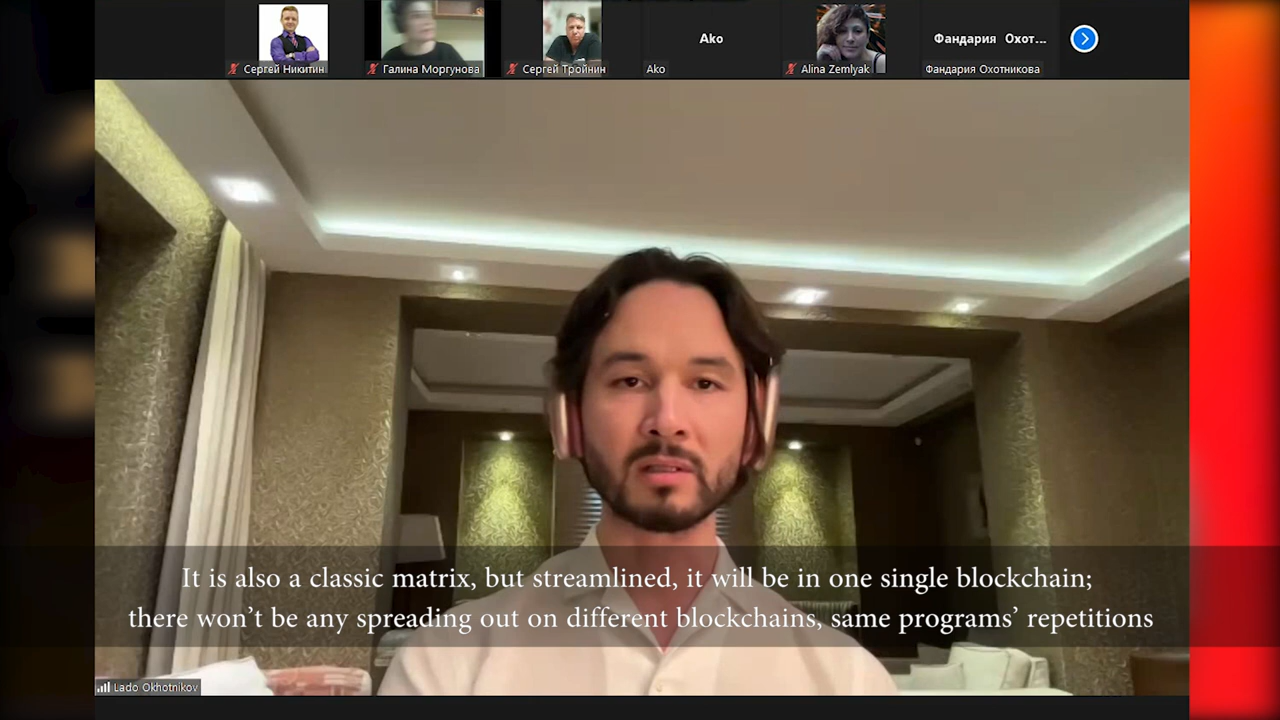 Ako
Фандария Охот...
Сергей Никитин
Галина Моргунова
Сергей Тройнин
Ako
Alina Zemlyak
Фандария Охотникова
It is also a classic matrix, but streamlined, it will be in one single blockchain;
there won't be any spreading out on different blockchains, same programs' repetitions
Lado Okhotnikov